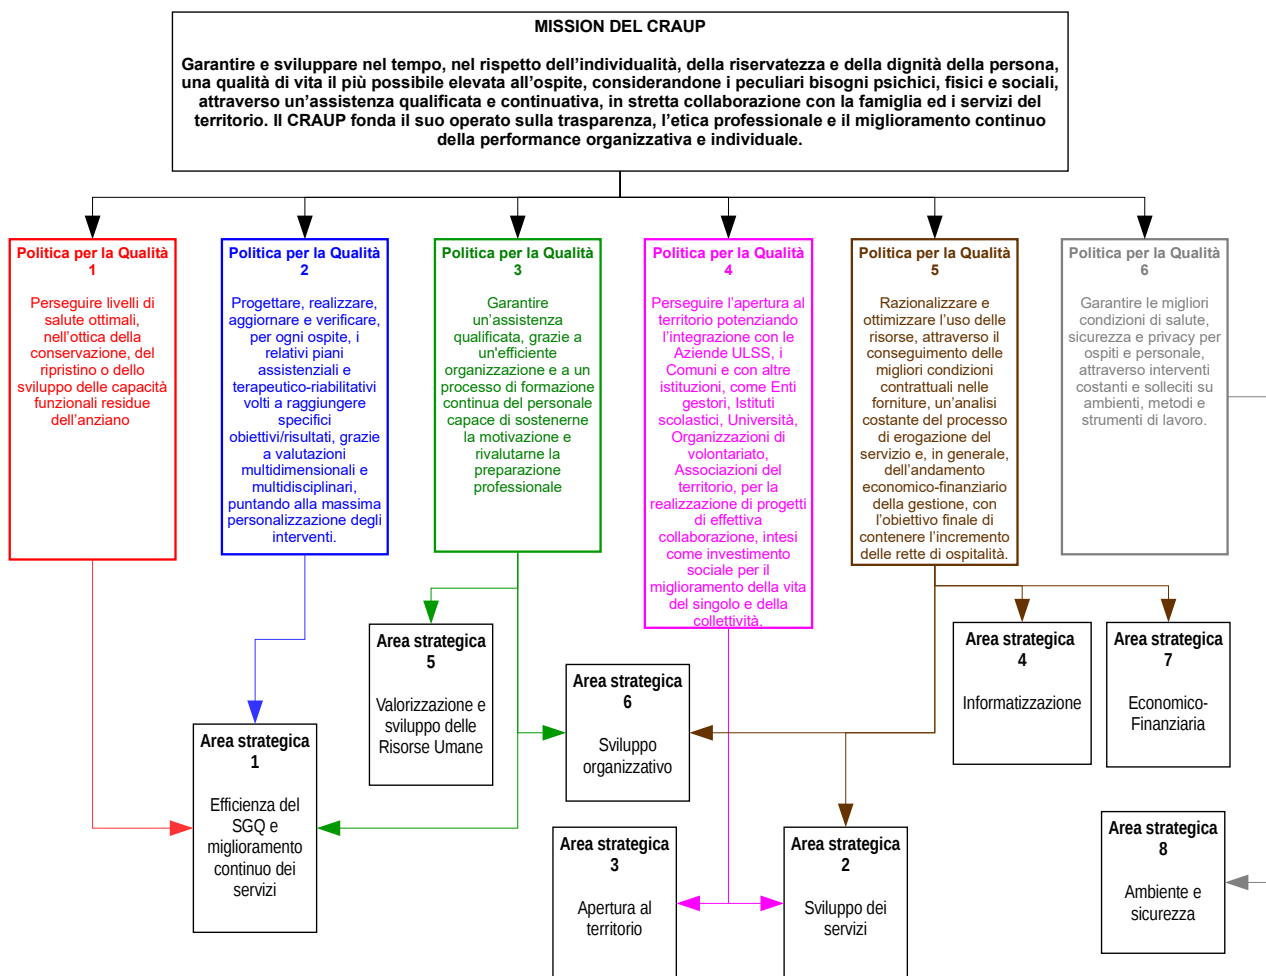 MISSION DEL CRAUP
Garantire e sviluppare nel tempo, nel rispetto dell'individualità, della riservatezza e della dignità della persona,
una qualità di vita il più possibile elevata all'ospite, considerandone i peculiari bisogni psichici, fisici e sociali,
attraverso un'assistenza qualificata e continuativa, in stretta collaborazione con la famiglia ed i servizi del
territorio. Il CRAUP fonda il suo operato sulla trasparenza, l'etica professionale e il miglioramento continuo
della performance organizzativa e individuale.
Politica per la Qualità
1
Perseguire livelli di
salute ottimali,
nell'ottica della
conservazione, del
ripristino o dello
sviluppo delle capacità
funzionali residue
dell'anziano
Politica per la Qualità
2
Progettare, realizzare,
aggiornare e verificare,
per ogni ospite, i
relativi piani
assistenziali e
terapeutico-riabilitativi
volti a raggiungere
specifici
obiettivi/risultati, grazie
a valutazioni
multidimensionali e
multidisciplinari,
puntando alla massima
personalizzazione degli
interventi.
Politica per la Qualità
3
Garantire
un'assistenza
qualificata, grazie a
un'efficiente
organizzazione e a un
processo di formazione
continua del personale
capace di sostenerne
la motivazione e
rivalutarne la
preparazione
professionale
Politica per la Qualità
4
Perseguire l'apertura al
territorio potenziando
l'integrazione con le
Aziende ULSS, i
Comuni e con altre
istituzioni, come Enti
gestori, Istituti
scolastici, Università,
Organizzazioni di
volontariato,
Associazioni del
territorio, per la
realizzazione di progetti
di effettiva
collaborazione, intesi
come investimento
sociale per il
miglioramento della vita
del singolo e della
collettività.
Politica per la Qualità
5
Razionalizzare e
ottimizzare l'uso delle
risorse, attraverso il
conseguimento delle
migliori condizioni
contrattuali nelle
forniture, un'analisi
costante del processo
di erogazione del
servizio e, in generale,
dell'andamento
economico-finanziario
della gestione, con
l'obiettivo finale di
contenere l'incremento
delle rette di ospitalità.
Politica per la Qualità
6
Garantire le migliori
condizioni di salute,
sicurezza e privacy per
ospiti e personale,
attraverso interventi
costanti e solleciti su
ambienti, metodi e
strumenti di lavoro.
Area strategica
5
Valorizzazione e
sviluppo delle
Risorse Umane
Area strategica
6
Sviluppo
organizzativo
Area strategica
4
Informatizzazione
Area strategica
7
Economico-
Finanziaria
Area strategica
1
Efficienza del
SGQ e
miglioramento
continuo dei
servizi
Area strategica
3
Apertura al
territorio
Area strategica
2
Sviluppo dei
servizi
Area strategica
8
Ambiente e
sicurezza